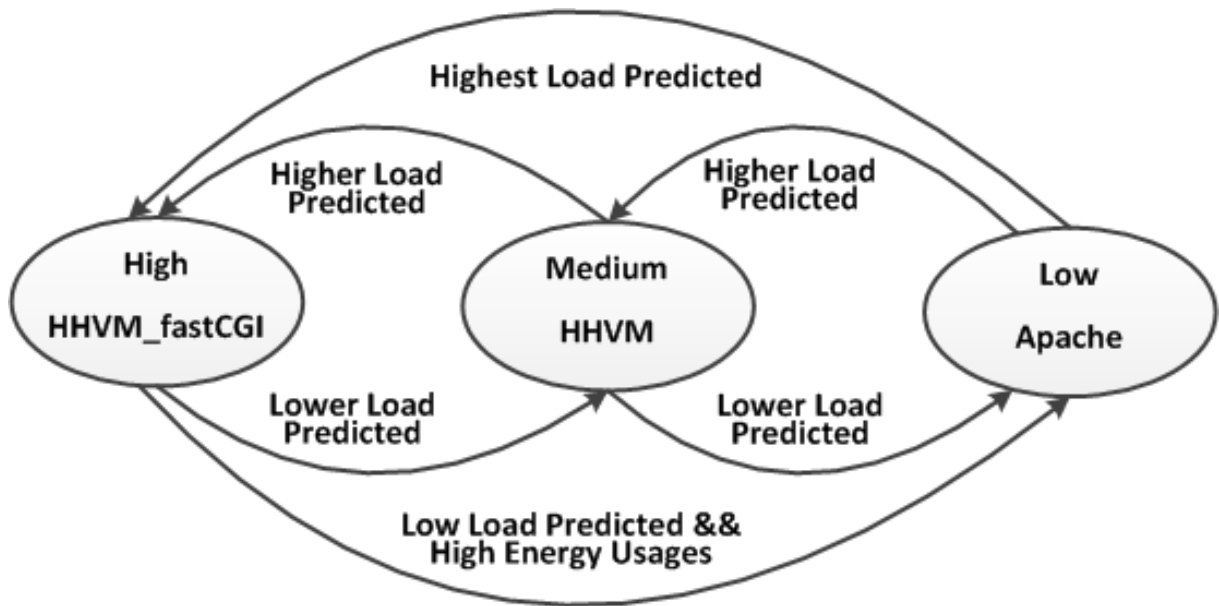 Highest Load Predicted
Higher Load
Predicted
Higher Load
Predicted
High
HHVM_fastCGI
Medium
HHVM
Low
Apache
Lower Load
Predicted
Lower Load
Predicted
Low Load Predicted &&
High Energy Usages